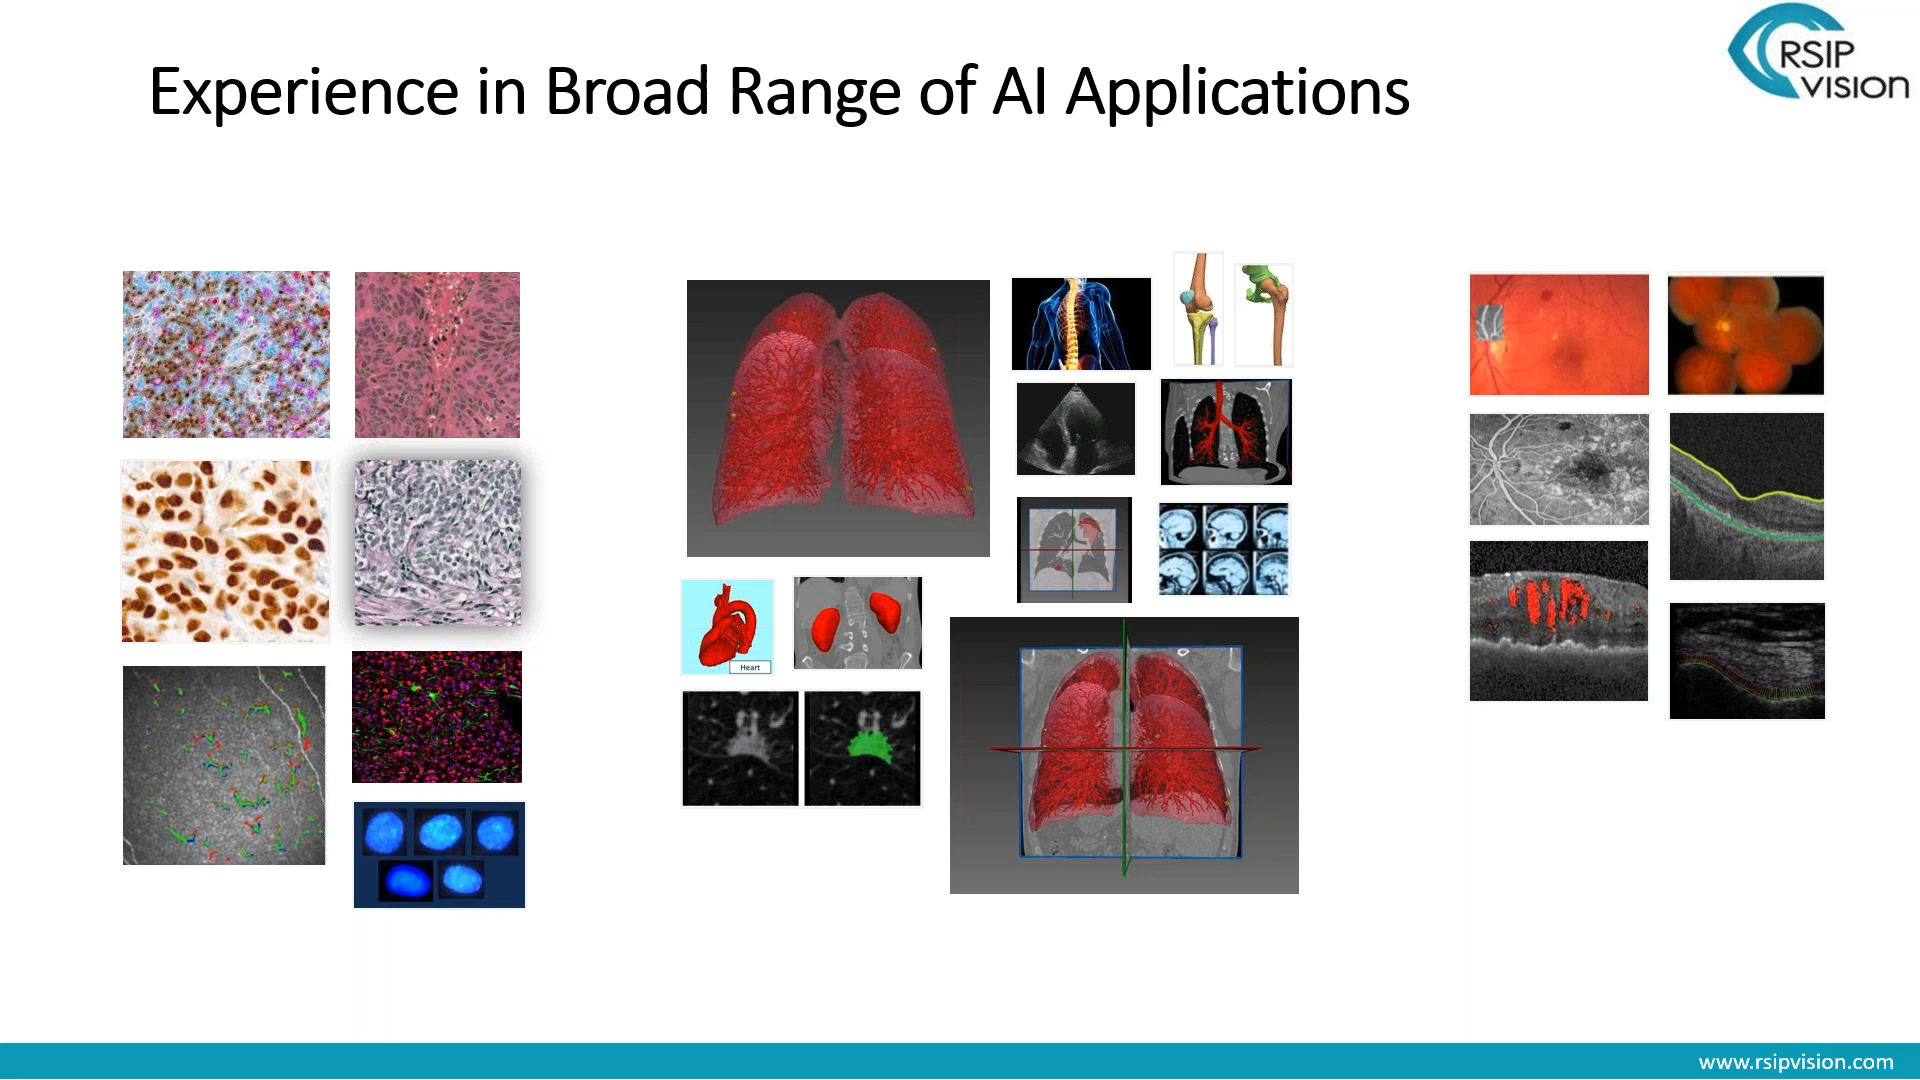 Experience in Broad Range of AI Applications
RSIP
vision
Heart
www.rsipvision.com